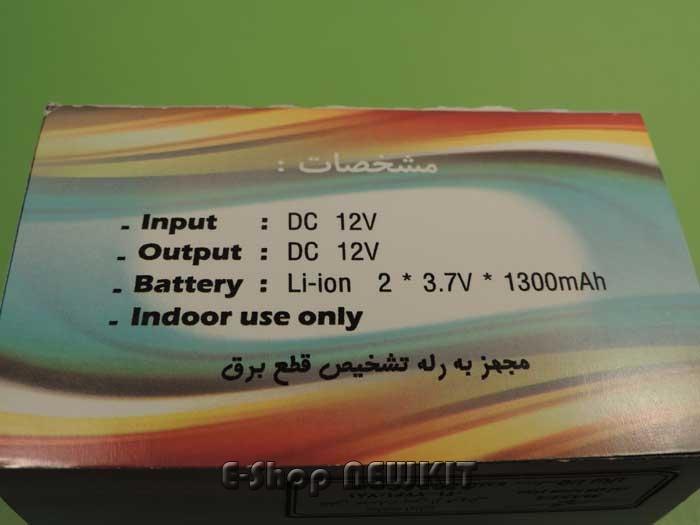 مشخصات :
- Input : DC 12V
- Output : DC 12V
- Battery : Li-ion 2 * 3.7V * 1300mAh
- Indoor use only
مجهز به رله تشخیص قطع برق
E-Shop NEWKIT